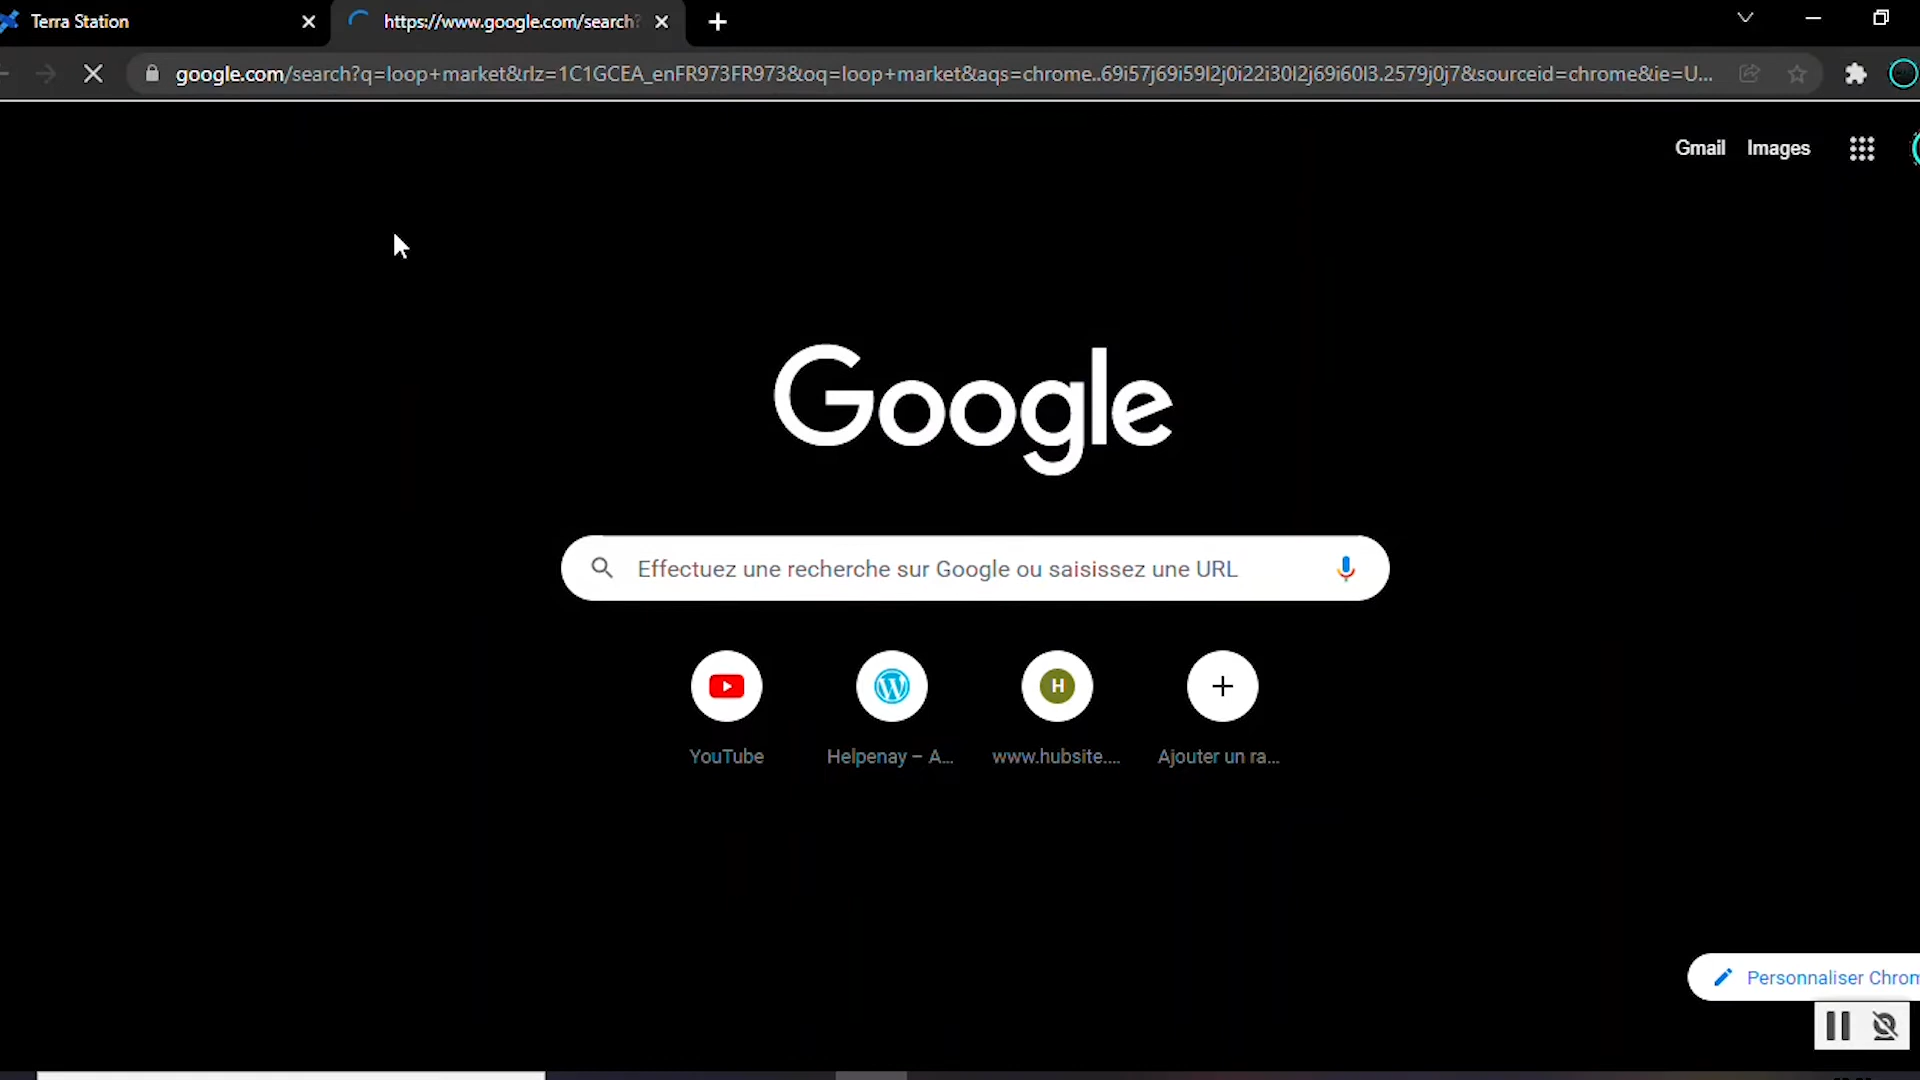 Terra Station
https://www.google.com/search?
google.com/search?q=loop+market&rlz=1C1GCEA_enFR973FR973&oq=loop+market&aqs=chrome..69i57j69i59l2j0i22i30l2j69i60l3.2579j0j7&sourceid=chrome&ie=U...
Gmail Images
Google
Effectuez une recherche sur Google ou saisissez une URL
H
YouTube Helpenay – A... www.hubsite.... Ajouter un ra...
Personnaliser Chrom